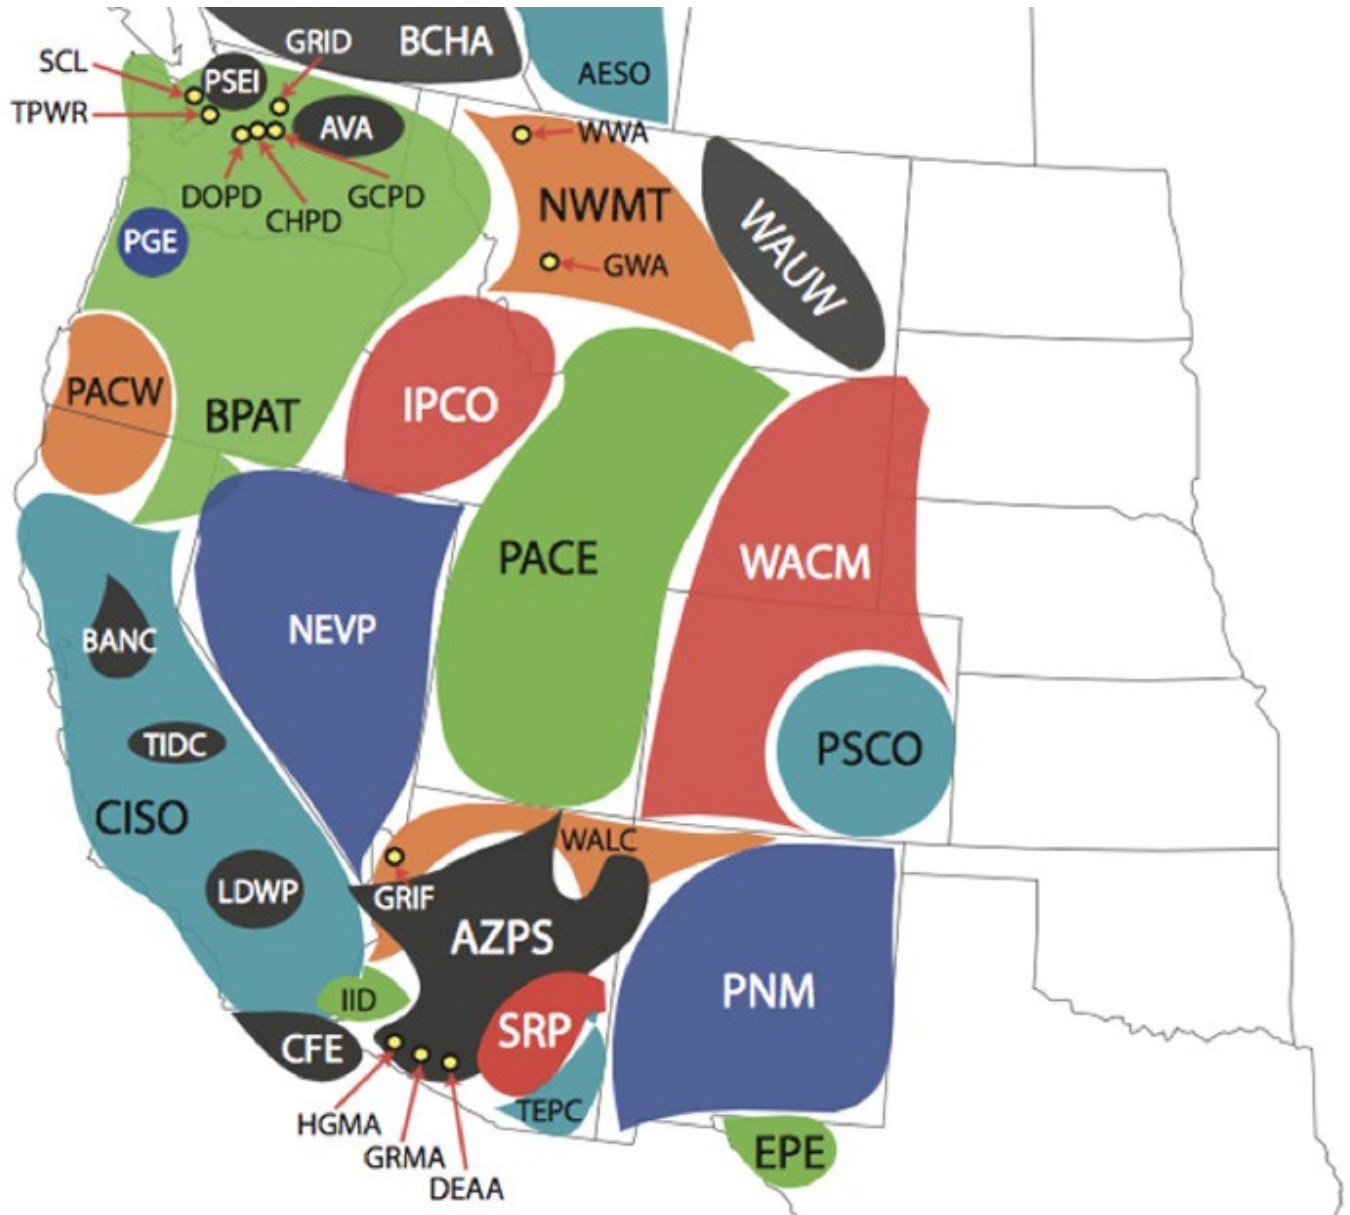 GRID
BCHA
SCL
PSEI
AESO
TPWR
AVA
WWA
DOPD
GCPD
CHPD
NWMT
PGE
GWA
WAUW
PACW
BPAT
IPCO
PACE
WACM
NEVP
BANC
TIDC
PSCO
CISO
WALC
LDWP
GRIF
AZPS
PNM
IID
SRP
CFE
TEPC
HGMA
GRMA
EPE
DEAA